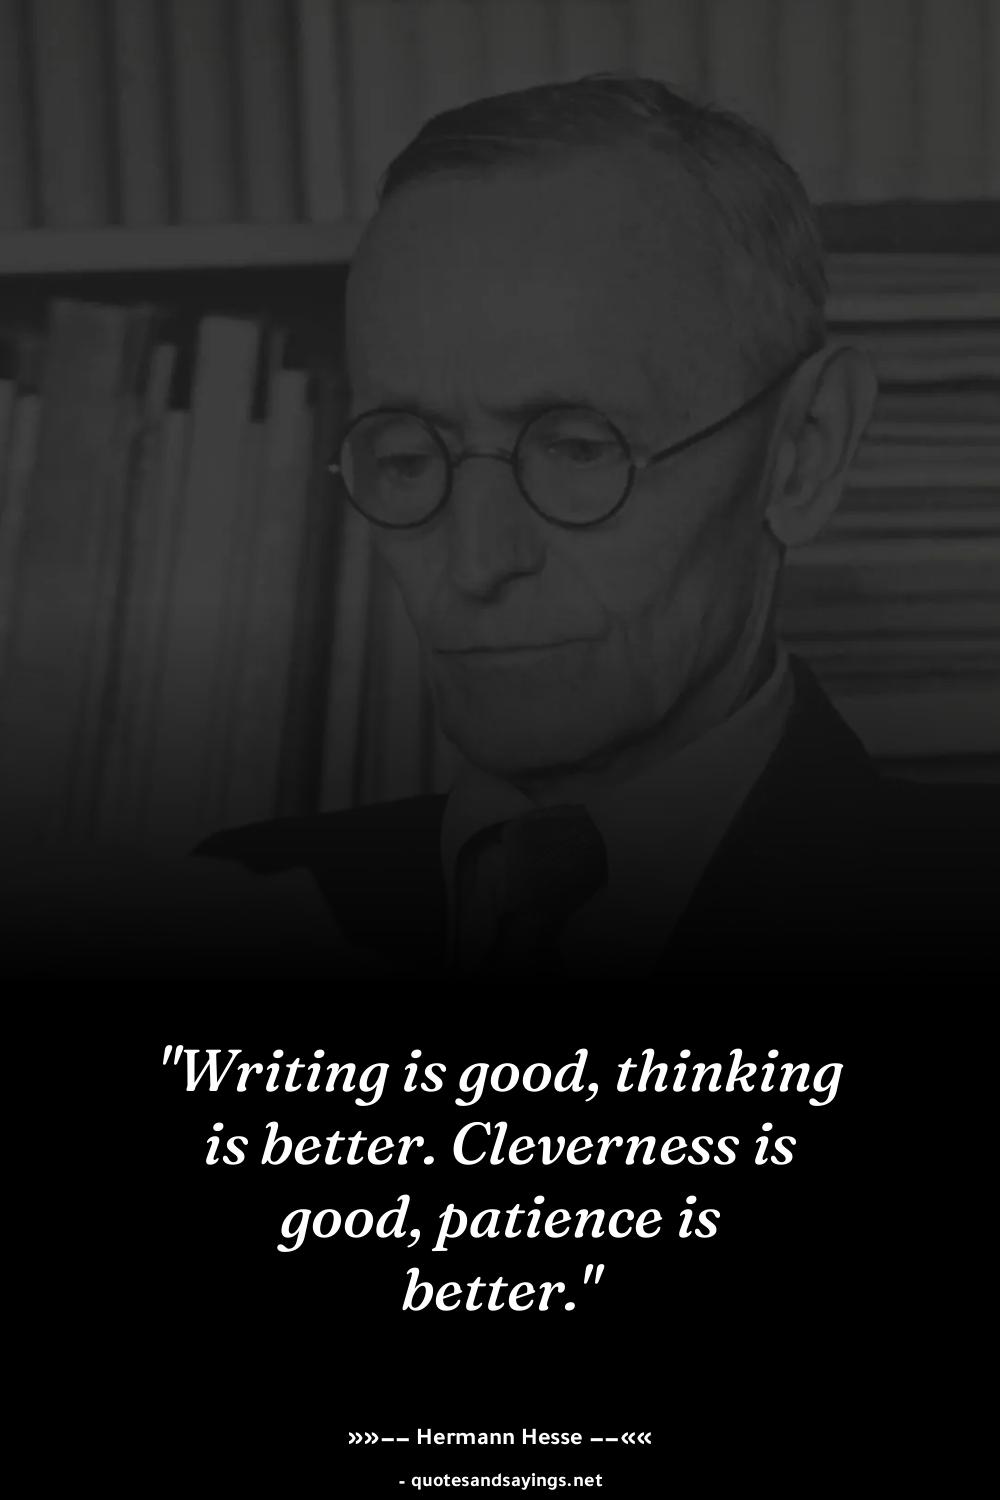 "Writing is good, thinking
is better. Cleverness is
good, patience is
better."
»»−− Hermann Hesse −−««
- quotesandsayings.net